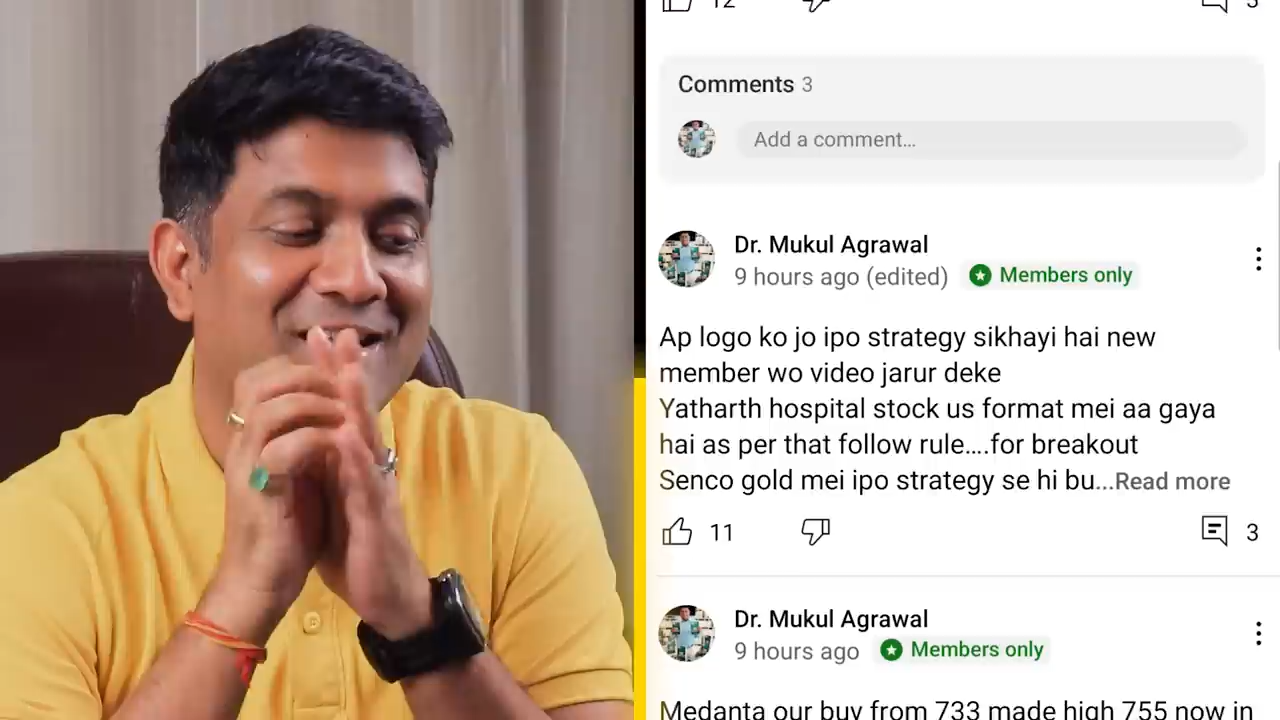 12
3
Comments 3
Add a comment...
Dr. Mukul Agrawal
9 hours ago (edited) Members only
Ap logo ko jo ipo strategy sikhayi hai new
member wo video jarur deke
Yatharth hospital stock us format mei aa gaya
hai as per that follow rule....for breakout
Senco gold mei ipo strategy se hi bu...Read more
11
3
Dr. Mukul Agrawal
9 hours ago Members only
Medanta our buy from 733 made high 755 now in